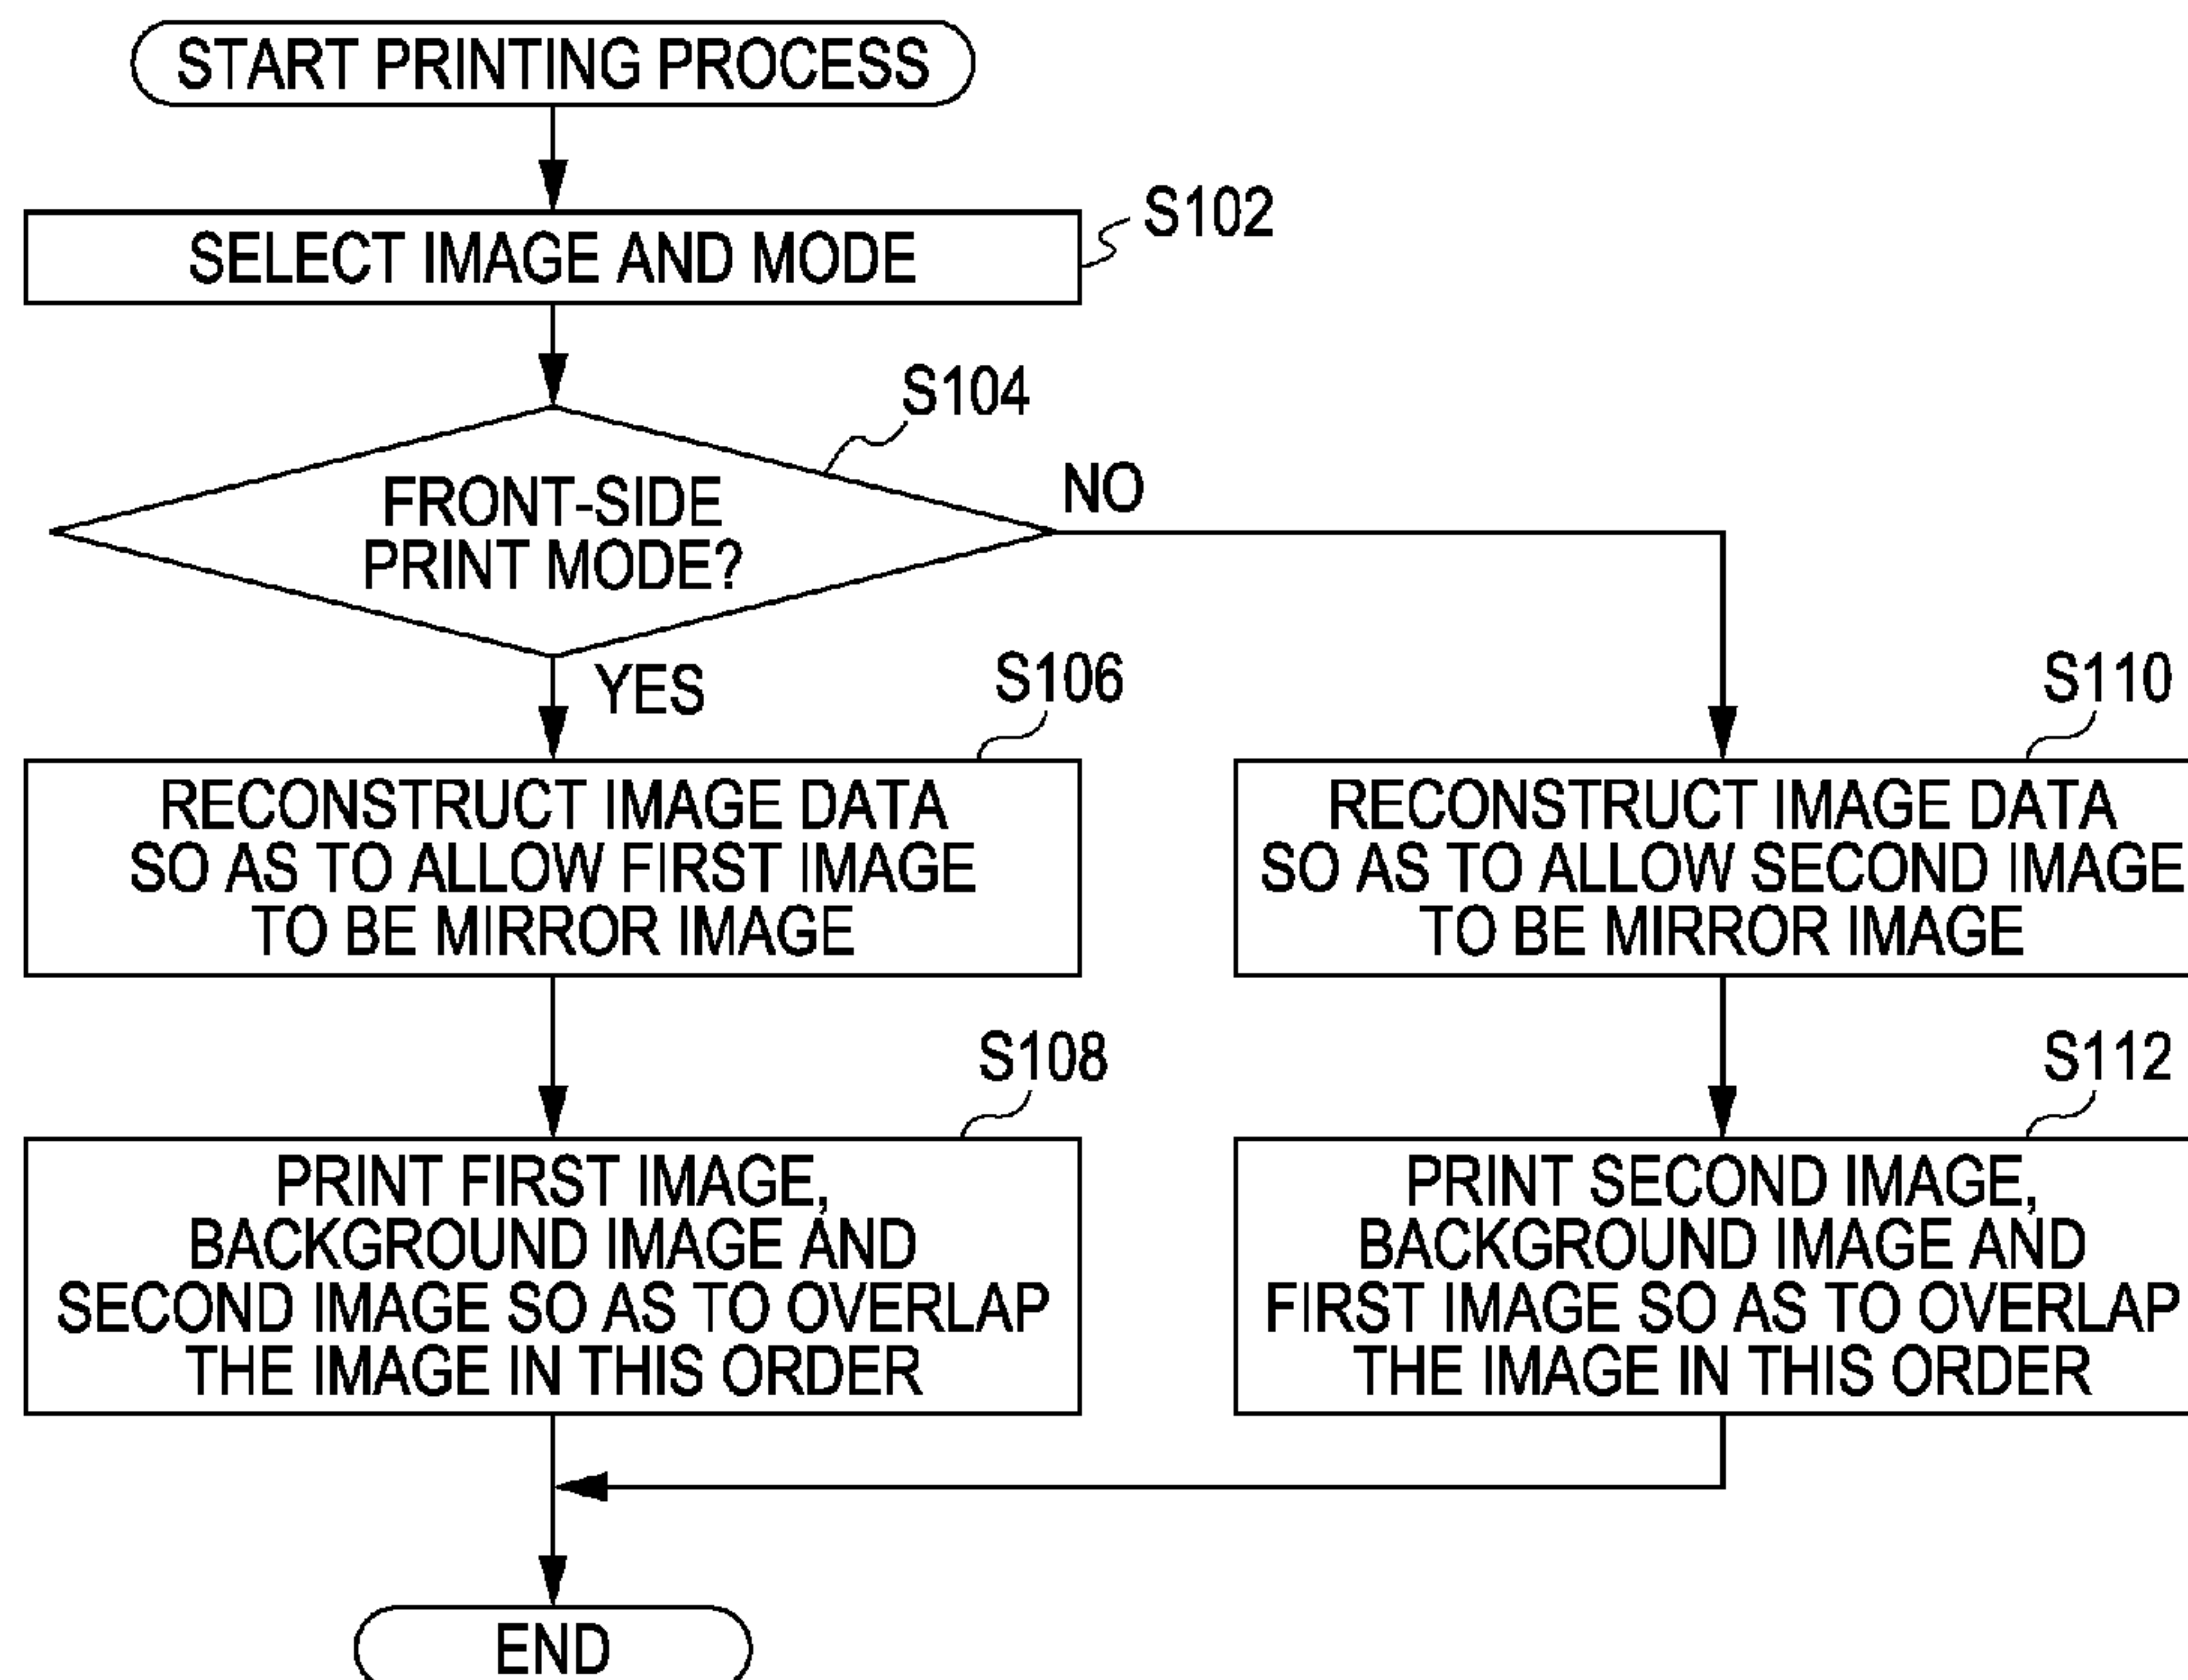 START PRINTING PROCESS
SELECT IMAGE AND MODE
S102
S104
FRONT-SIDE
PRINT MODE?
NO
YES
S106
RECONSTRUCT IMAGE DATA
SO AS TO ALLOW FIRST IMAGE
TO BE MIRROR IMAGE
S110
RECONSTRUCT IMAGE DATA
SO AS TO ALLOW SECOND IMAGE
TO BE MIRROR IMAGE
S108
PRINT FIRST IMAGE,
BACKGROUND IMAGE AND
SECOND IMAGE SO AS TO OVERLAP
THE IMAGE IN THIS ORDER
S112
PRINT SECOND IMAGE,
BACKGROUND IMAGE AND
FIRST IMAGE SO AS TO OVERLAP
THE IMAGE IN THIS ORDER
END